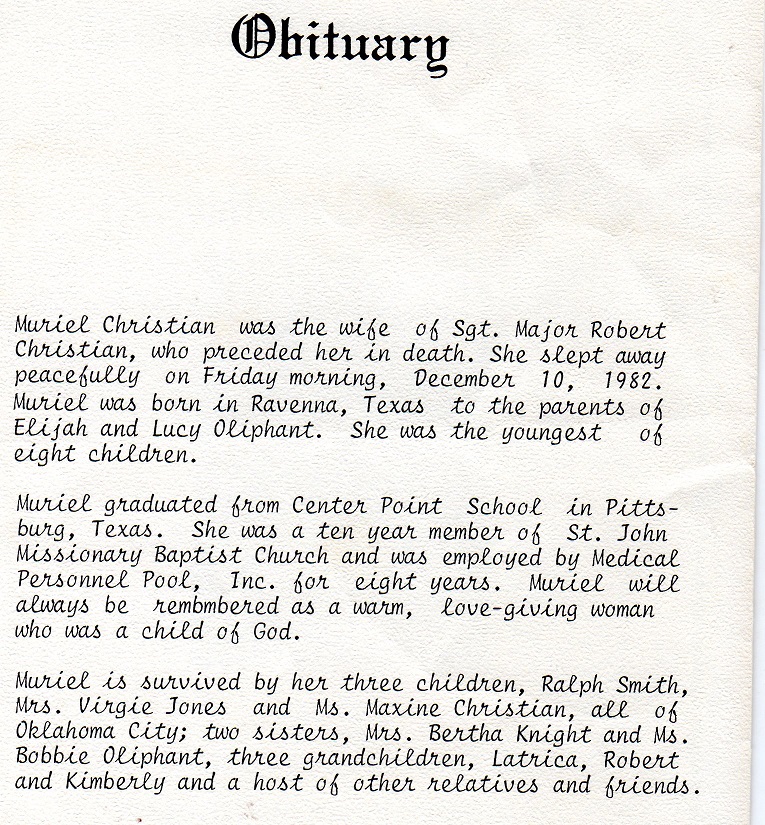 Obituary
Muriel Christian was the wife of Sgt. Major Robert
Christian, who preceded her in death. She slept away
peacefully on Friday morning, December 10, 1982.
Muriel was born in Ravenna, Texas to the parents of
Elijah and Lucy Oliphant. She was the youngest of
eight children.
Muriel graduated from Center Point School in Pitts-
burg, Texas. She was a ten year member of St. John
Missionary Baptist Church and was employed by Medical
Personnel Pool, Inc. for eight years. Muriel will
always be rembmbered as a warm, love-giving woman
who was a child of God.
Muriel is survived by her three children, Ralph Smith,
Mrs. Virgie Jones and Ms. Maxine Christian, all of
Oklahoma City; two sisters, Mrs. Bertha Knight and Ms.
Bobbie Oliphant, three grandchildren, Latrica, Robert
and Kimberly and a host of other relatives and friends.